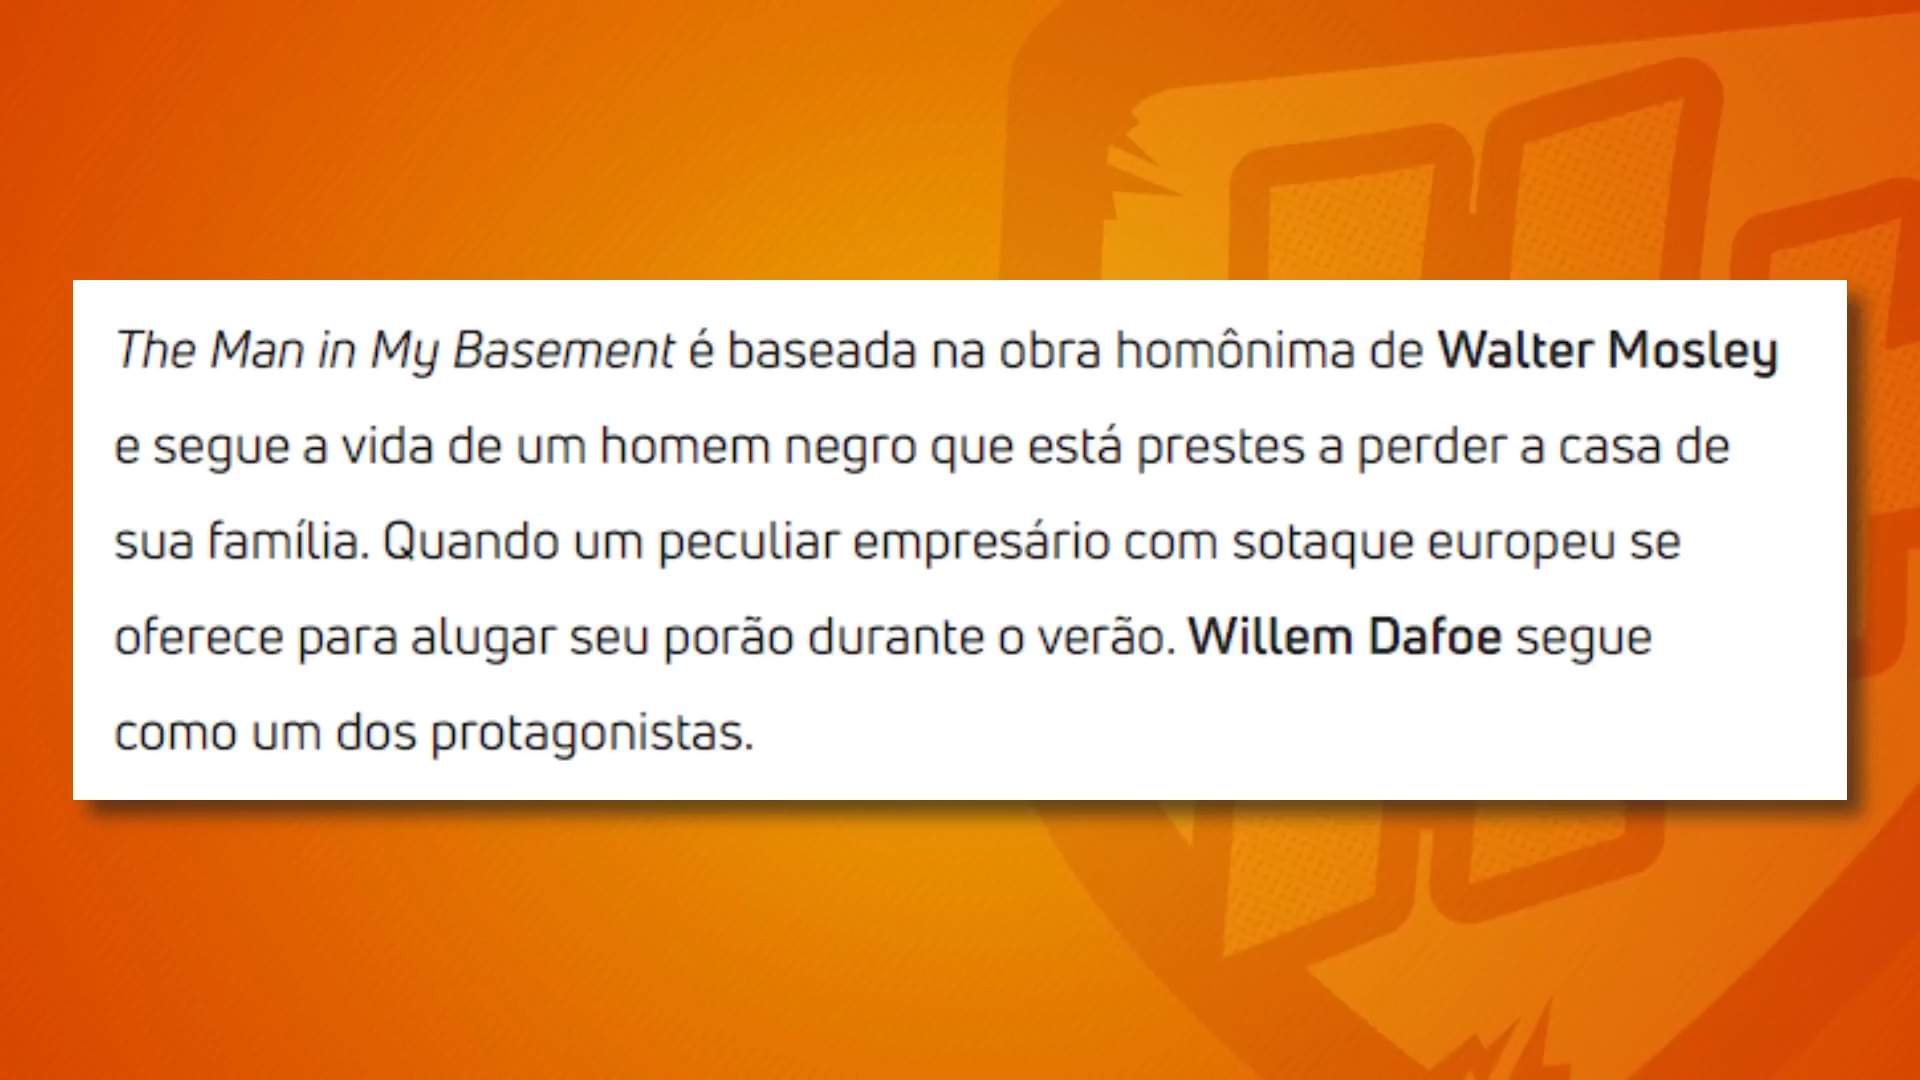 The Man in My Basement é baseada na obra homônima de Walter Mosley
e segue a vida de um homem negro que está prestes a perder a casa de
sua família. Quando um peculiar empresário com sotaque europeu se
oferece para alugar seu porão durante o verão. Willem Dafoe segue
como um dos protagonistas.